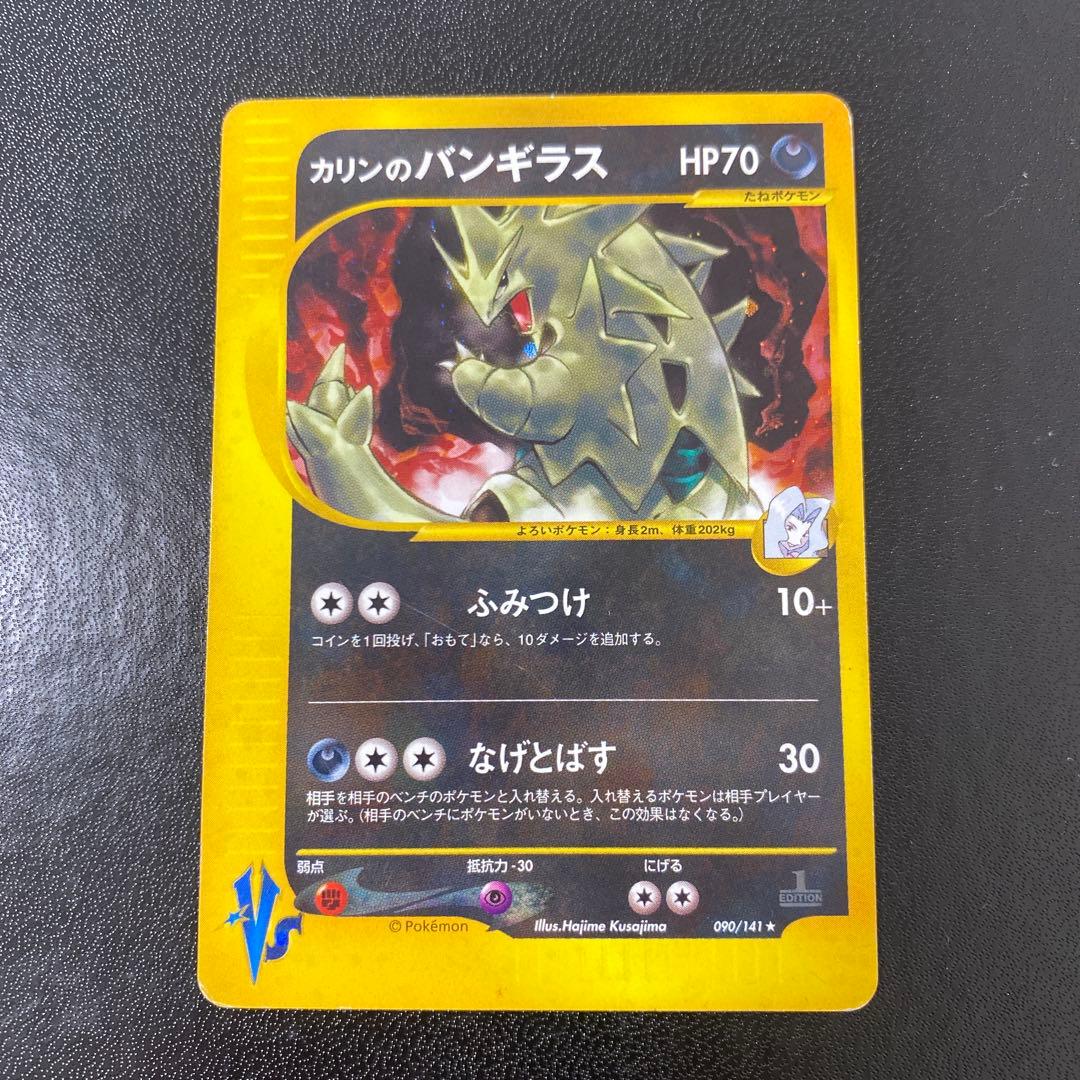 カリンのバンギラス HP70
たねポケモン
よろいポケモン：身長2m、体重202kg
ふみつけ 10+
コインを1回投げ、「おもて」なら、10ダメージを追加する。
なげとばす 30
相手を相手のベンチのポケモンと入れ替える。入れ替えるポケモンは相手プレイヤー
が選ぶ。（相手のベンチにポケモンがいないとき、この効果はなくなる。）
弱点 抵抗力-30 にげる
1
EDITION
Vs
©Pokémon Illus.Hajime Kusajima 090/141★